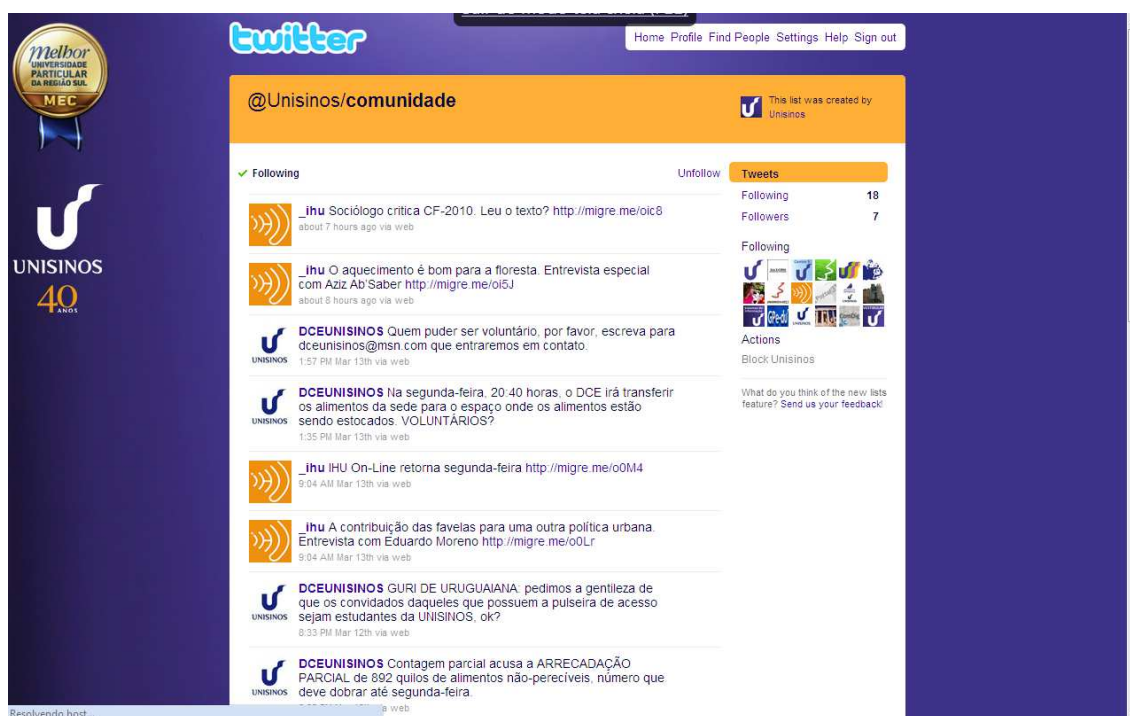 Melhor
UNIVERSIDADE
PARTICULAR
DA REGIÃO SUL
MEC
UNISINOS
40
ANOS
twitter
Home Profile Find People Settings Help Sign out
@Unisinos/comunidade
This list was created by
Unisinos
Following
Unfollow
_ihu Sociólogo critica CF-2010. Leu o texto? http://migre.me/oic8
about 7 hours ago via web
_ihu O aquecimento é bom para a floresta. Entrevista especial
com Aziz Ab'Saber http://migre.me/oi5J
about 8 hours ago via web
UNISINOS
DCEUNISINOS Quem puder ser voluntário, por favor, escreva para
dceunisinos@msn.com que entraremos em contato.
1:57 PM Mar 13th via web
UNISINOS
DCEUNISINOS Na segunda-feira, 20:40 horas, o DCE irá transferir
os alimentos da sede para o espaço onde os alimentos estão
sendo estocados. VOLUNTÁRIOS?
1:35 PM Mar 13th via web
_ihu IHU On-Line retorna segunda-feira http://migre.me/o0M4
9:04 AM Mar 13th via web
_ihu A contribuição das favelas para uma outra política urbana.
Entrevista com Eduardo Moreno http://migre.me/o0Lr
9:04 AM Mar 13th via web
UNISINOS
DCEUNISINOS GURI DE URUGUAIANA: pedimos a gentileza de
que os convidados daqueles que possuem a pulseira de acesso
sejam estudantes da UNISINOS, ok?
8:33 PM Mar 12th via web
UNISINOS
DCEUNISINOS Contagem parcial acusa a ARRECADAÇÃO
PARCIAL de 892 quilos de alimentos não-perecíveis, número que
deve dobrar até segunda-feira.
a web
Tweets
Following 18
Followers 7
Following
Actions
Block Unisinos
What do you think of the new lists
feature? Send us your feedback!
Resolvendo host...